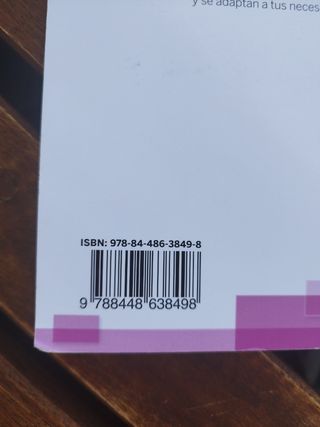 y se adaptan a tus neces
ISBN: 978-84-486-3849-8
9 788448 638498